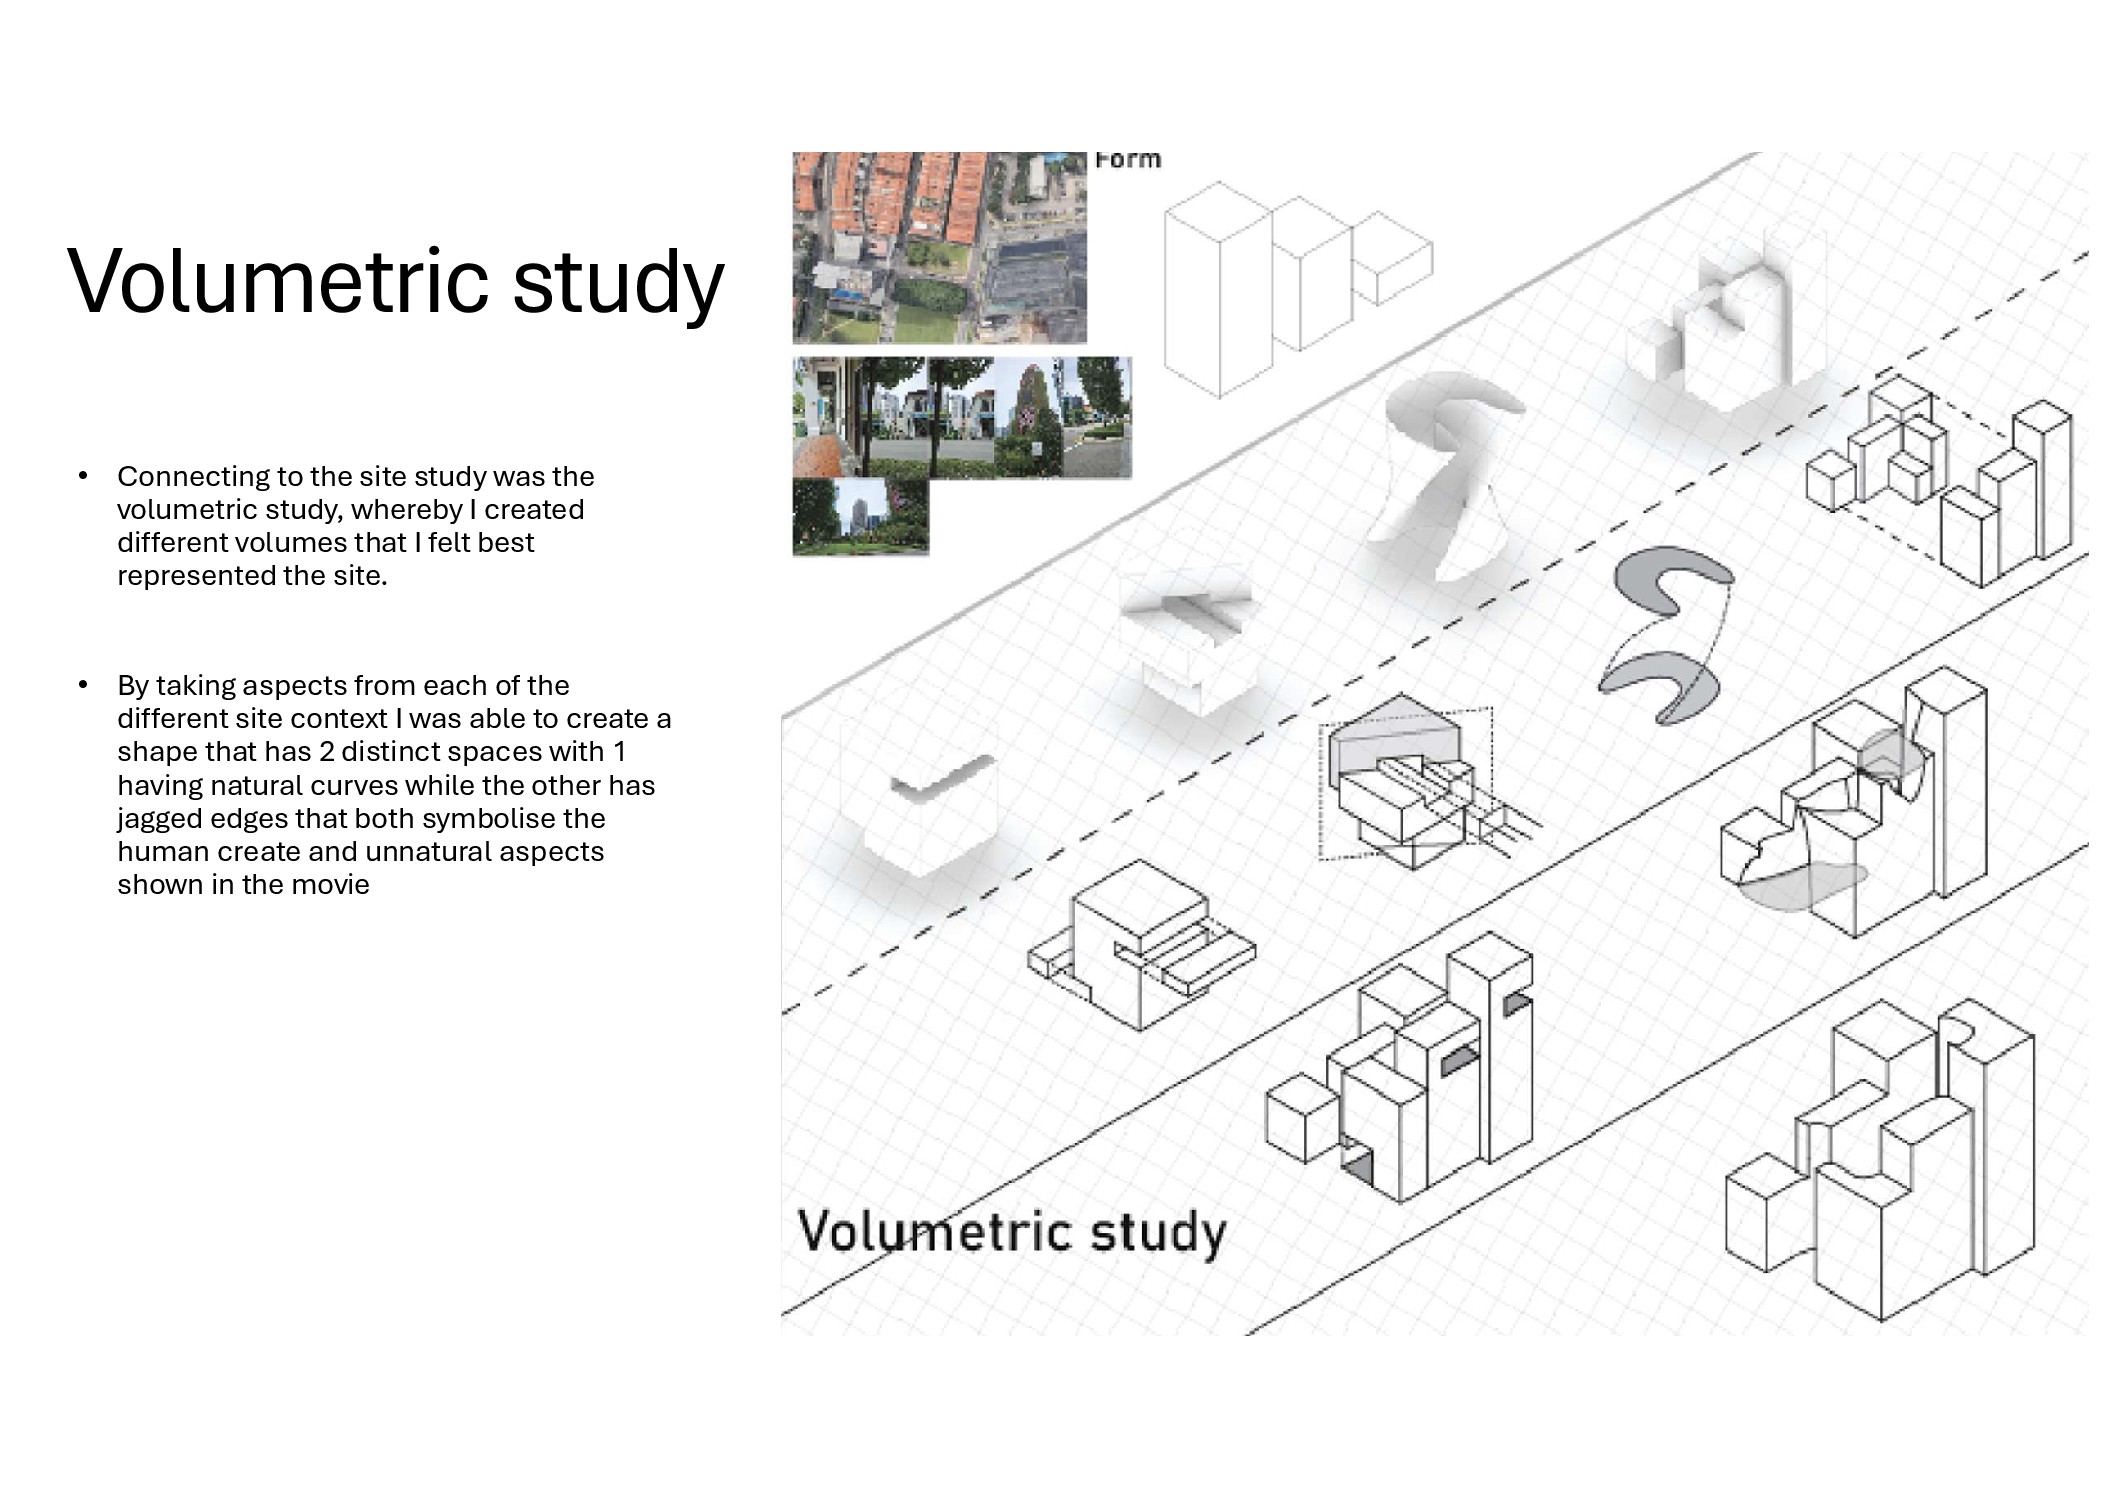 Volumetric study
• Connecting to the site study was the
volumetric study, whereby I created
different volumes that I felt best
represented the site.
• By taking aspects from each of the
different site context I was able to create a
shape that has 2 distinct spaces with 1
having natural curves while the other has
jagged edges that both symbolise the
human create and unnatural aspects
shown in the movie
Form
Volumetric study